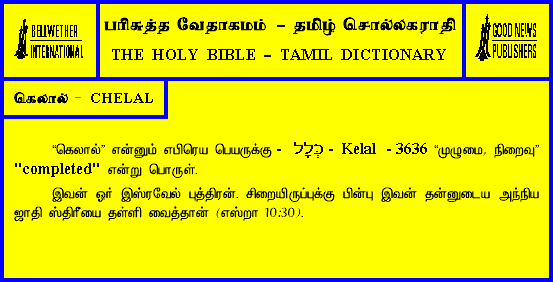 BELLWETHER
INTERNATIONAL
பரிசுத்த வேதாகமம் - தமிழ் சொல்லகராதி
THE HOLY BIBLE - TAMIL DICTIONARY
GOOD NEWS
PUBLISHERS
கெலால் - CHELAL
“கெலால்” என்னும் எபிரெய பெயருக்கு - כְּלָל - Kelal - 3636 “முழுமை, நிறைவு”
"completed" என்று பொருள்.
இவன் ஓர் இஸ்ரவேல் புத்திரன். சிறையிருப்புக்கு பின்பு இவன் தன்னுடைய அந்நிய
ஜாதி ஸ்திரீயை தள்ளி வைத்தான் (எஸ்றா 10:30).